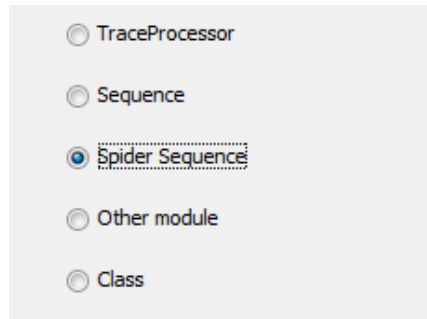 TraceProcessor
Sequence
Spider Sequence
Other module
Class